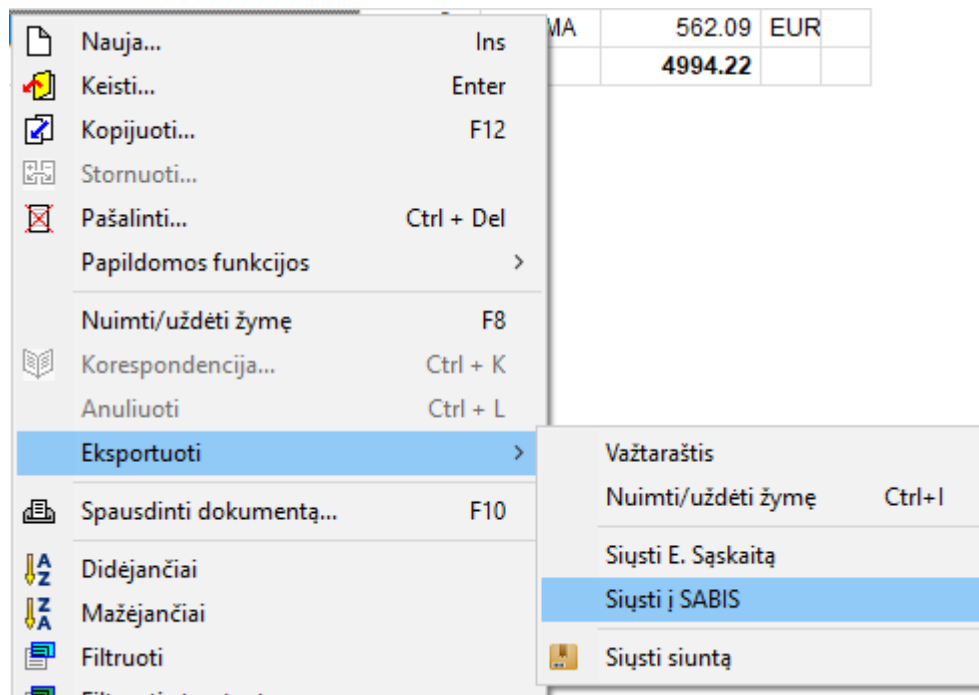 MA 562.09 EUR
4994.22
Nauja... Ins
Keisti... Enter
Kopijuoti... F12
Stornuoti...
Pašalinti... Ctrl + Del
Papildomos funkcijos
Nuimti/uždėti žymę F8
Korespondencija... Ctrl + K
Anuliuoti Ctrl + L
Eksportuoti
Spausdinti dokumentą... F10
Didėjančiai
Mažėjančiai
Filtruoti
Važtaraštis
Nuimti/uždėti žymę Ctrl+I
Siųsti E. Sąskaitą
Siųsti į SABIS
Siųsti siuntą